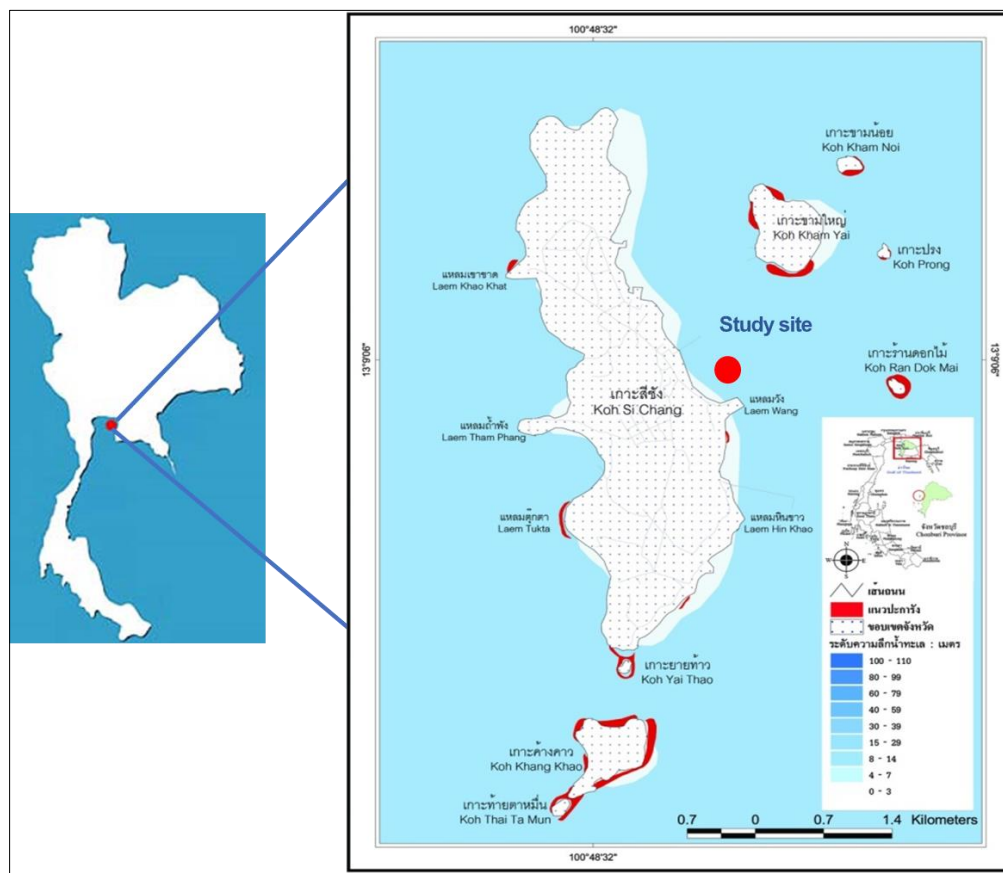 100°48'32"
เกาะขามน้อย
Koh Kham Noi
เกาะขามใหญ่
Koh Kham Yai
เกาะปรง
Koh Prong
แหลมเขาขาด
Laem Khao Khat
Study site
13°9'06"
13°9'06"
เกาะร้านดอกไม้
Koh Ran Dok Mai
เกาะสีชัง
Koh Si Chang
แหลมวัง
Laem Wang
แหลมถ้ำพัง
Laem Tham Phang
แหลมตุ๊กตา
Laem Tukta
แหลมหินขาว
Laem Hin Khao
จังหวัดชลบุรี
Chonburi Province
N
W
E
S
เส้นถนน
แนวปะการัง
ขอบเขตจังหวัด
ระดับความลึกน้ำทะเล : เมตร
100 - 110
80 - 99
60 - 79
40 - 59
30 - 39
15 - 29
8 - 14
4 - 7
0 - 3
เกาะยายท้าว
Koh Yai Thao
เกาะค้างคาว
Koh Khang Khao
เกาะท้ายตาหมื่น
Koh Thai Ta Mun
0.7 0 0.7 1.4 Kilometers
100°48'32"